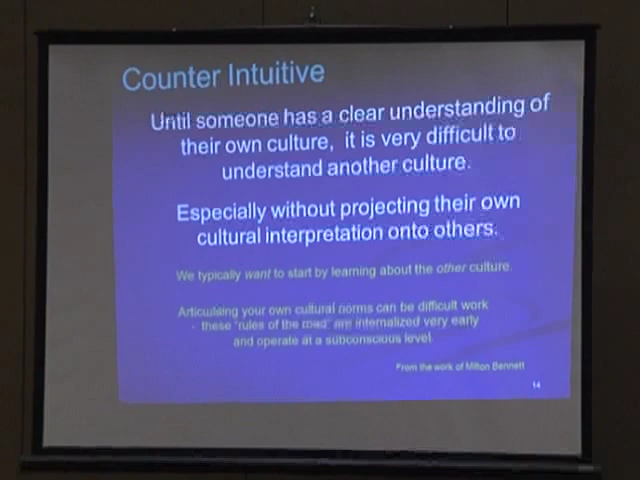 Counter Intuitive
Until someone has a clear understanding of
their own culture, it is very difficult to
understand another culture.
Especially without projecting their own
cultural interpretation onto others.
We typically want to start by learning about the other culture.
Articulating your own cultural norms can be difficult work
- these "rules of the road" are internalized very early
and operate at a subconscious level.
From the work of Milton Bennett
14